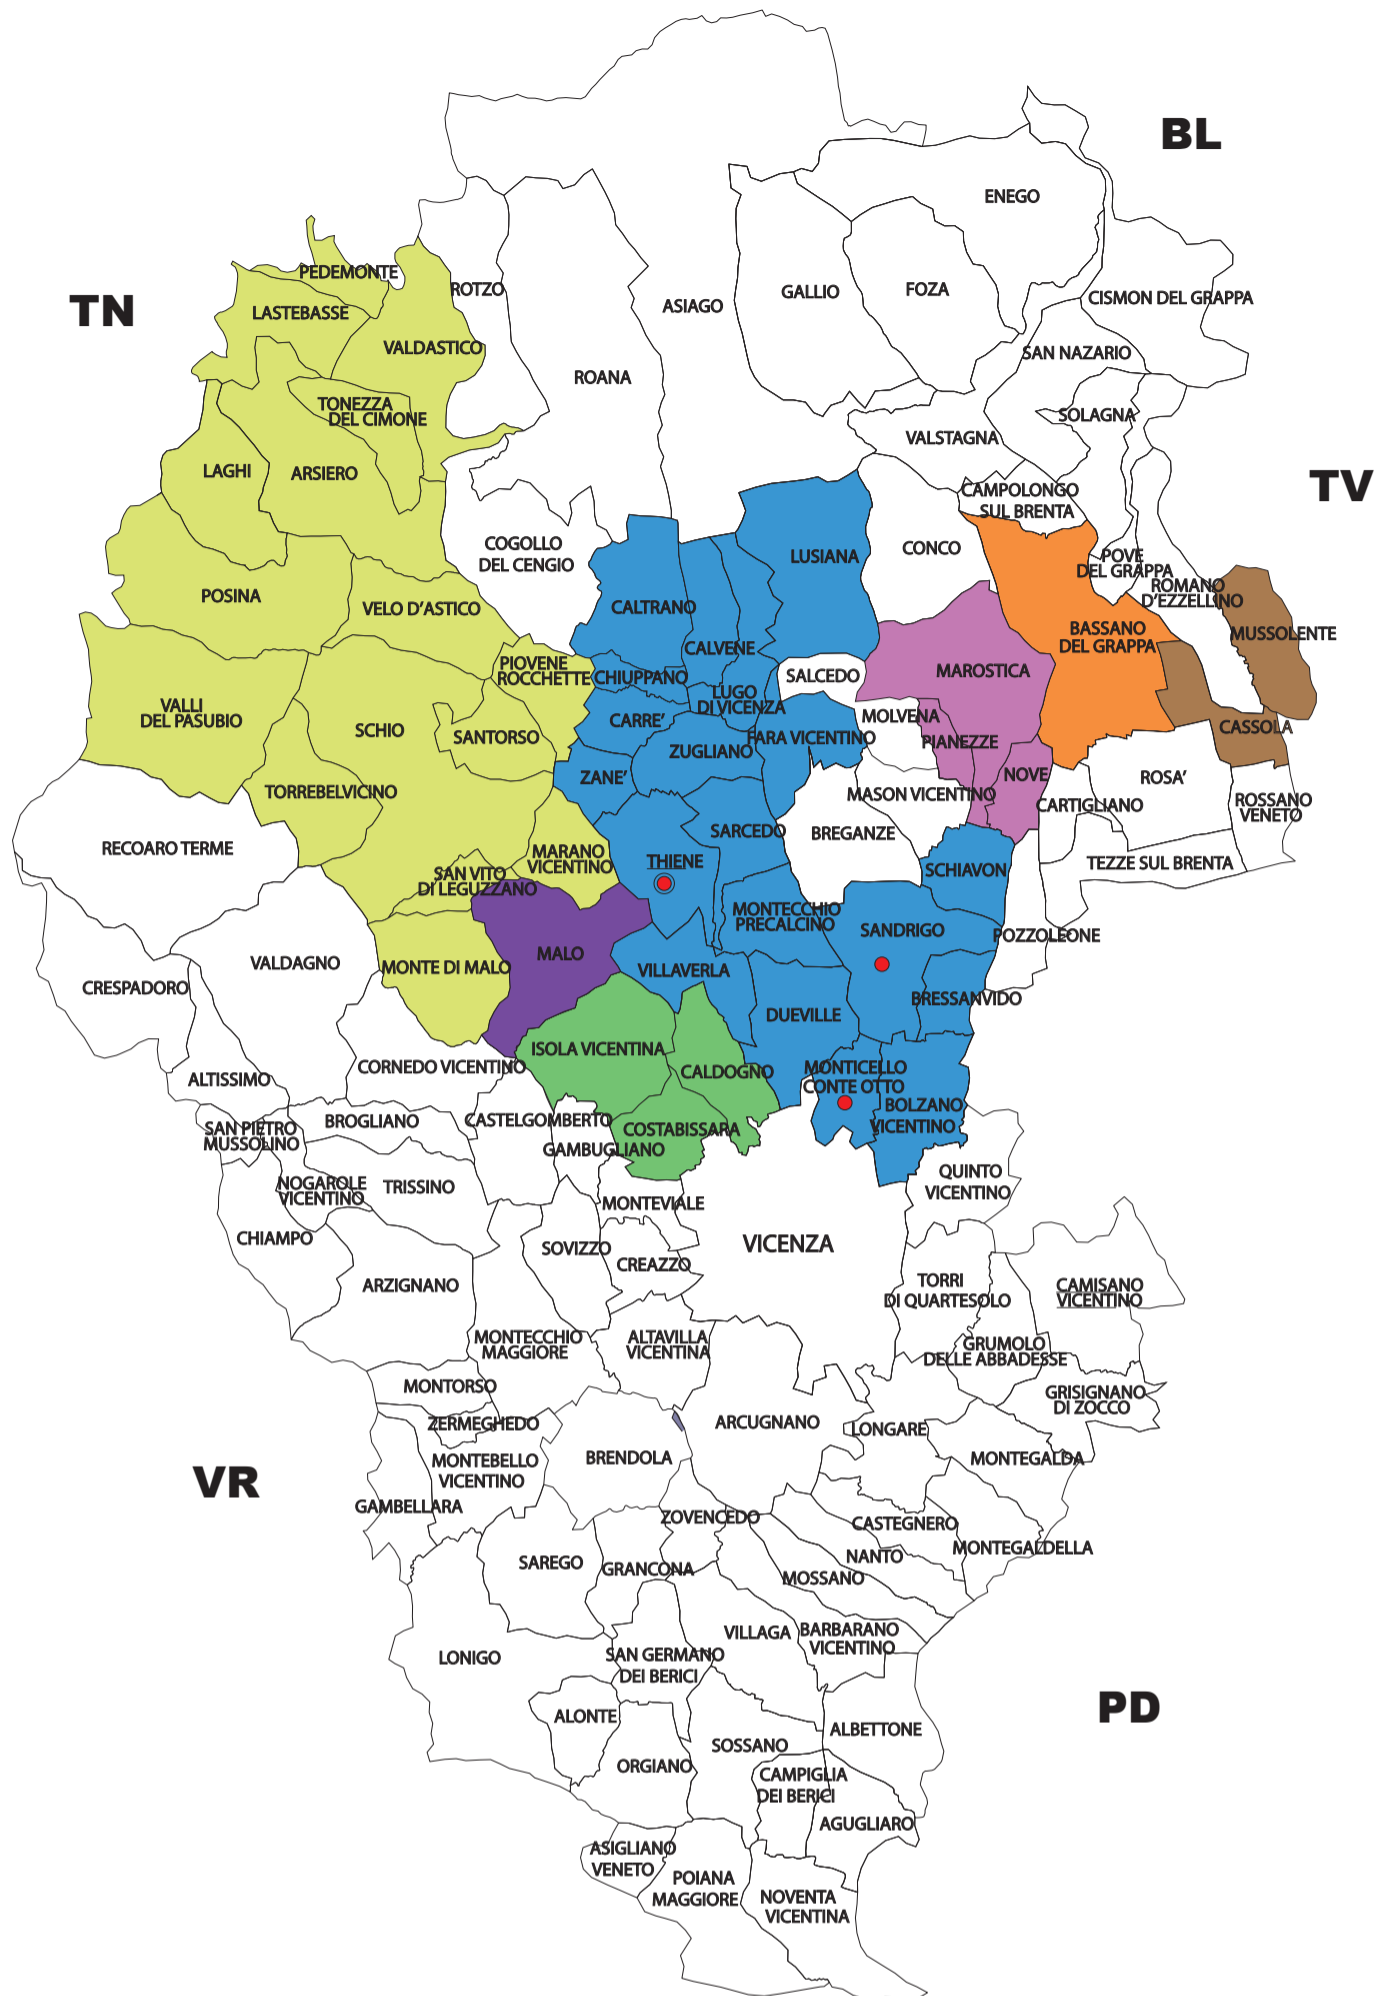 BL
ENEGO
PEDEMONTE
ROTZO
GALLIO
FOZA
CISMON DEL GRAPPA
TN
LASTEBASSE
ASIAGO
VALDASTICO
SAN NAZARIO
ROANA
TONEZZA
DEL CIMONE
SOLAGNA
VALSTAGNA
LAGHI
ARSIERO
TV
CAMPOLONGO
SUL BRENTA
COGOLLO
DEL CENGIO
LUSIANA
CONCO
POVE
DEL GRAPPA
POSINA
VELO D'ASTICO
CALTRANO
ROMANO
D'EZZELLINO
BASSANO
DEL GRAPPA
MUSSOLENTE
CALVENE
PIOVENE
ROCCHETTE
CHIUPPANO
SALCEDO
MAROSTICA
LUGO
DI VICENZA
VALLI
DEL PASUBIO
SCHIO
SANTORSO
CARRE'
MOLVENA
CASSOLA
ZUGLIANO
FARA VICENTINO
PIANEZZE
ZANE'
NOVE
ROSA'
TORREBELVICINO
MASON VICENTINO
CARTIGLIANO
ROSSANO
VENETO
RECOARO TERME
SARCEDO
BREGANZE
MARANO
VICENTINO
THIENE
TEZZE SUL BRENTA
SAN VITO
DI LEGUZZANO
SCHIAVON
MONTECCHIO
PRECALCINO
SANDRIGO
POZZOLEONE
VALDAGNO
MONTE DI MALO
MALO
VILLAVERLA
CRESPADORO
BRESSANVIDO
DUEVILLE
ISOLA VICENTINA
CORNEDO VICENTINO
CALDOGNO
MONTICELLO
CONTE OTTO
ALTISSIMO
BOLZANO
VICENTINO
BROGLIANO
CASTELGOMBERTO
SAN PIETRO
MUSSOLINO
COSTABISSARA
GAMBUGLIANO
NOGAROLE
VICENTINO
TRISSINO
QUINTO
VICENTINO
MONTEVIALE
CHIAMPO
SOVIZZO
VICENZA
CREAZZO
ARZIGNANO
TORRI
DI QUARTESOLO
CAMISANO
VICENTINO
MONTECCHIO
MAGGIORE
ALTAVILLA
VICENTINA
GRUMOLO
DELLE ABBADESSE
MONTORSO
GRISIGNANO
DI ZOCCO
ZERMEGHEDO
ARCUGNANO
LONGARE
VR
MONTEBELLO
VICENTINO
BRENDOLA
MONTEGALDA
GAMBELLARA
ZOVENCEDO
CASTEGNERO
MONTEGALDELLA
NANTO
SAREGO
GRANCONA
MOSSANO
VILLAGA
BARBARANO
VICENTINO
LONIGO
SAN GERMANO
DEI BERICI
PD
ALONTE
ALBETTONE
SOSSANO
ORGIANO
CAMPIGLIA
DEI BERICI
AGUGLIARO
ASIGLIANO
VENETO
POIANA
MAGGIORE
NOVENTA
VICENTINA